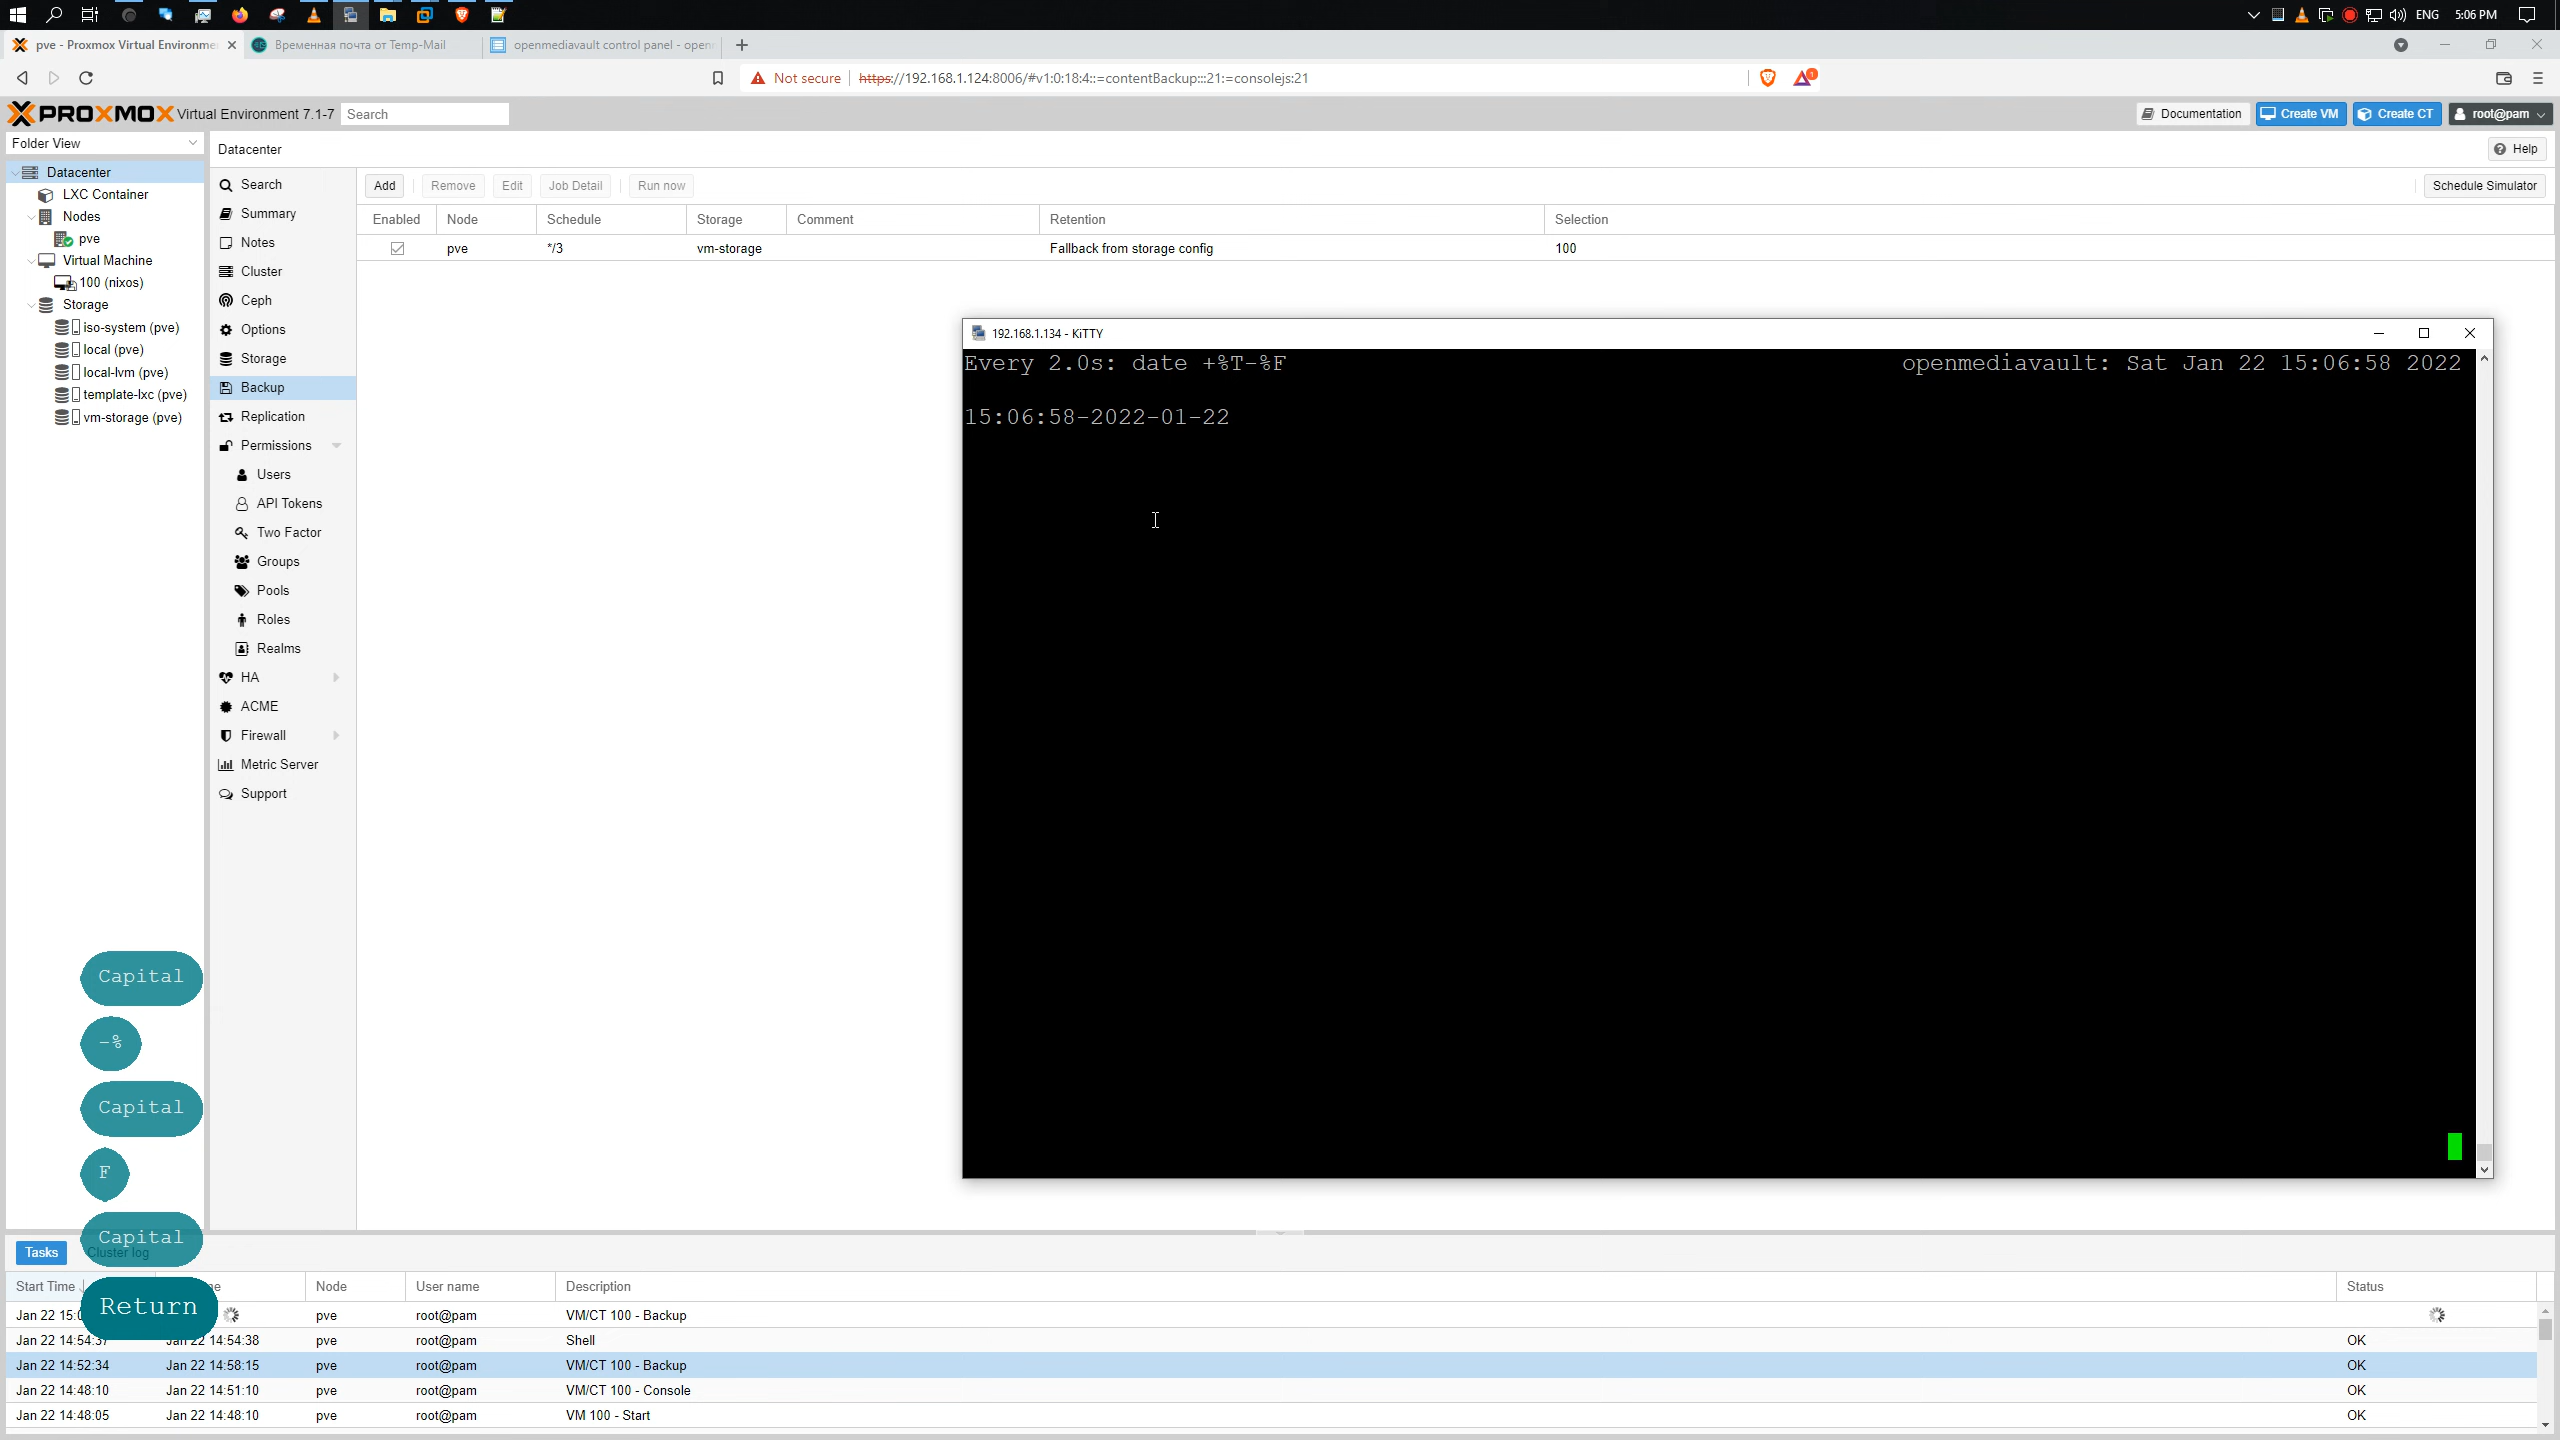 ENG 5:06 PM
pve - Proxmox Virtual Environme
Временная почта от Temp-Mail
openmediavault control panel - open
Not secure https://192.168.1.124:8006/#v1:0:18:4::=contentBackup:::21:=consolejs:21
1
PROXMOX Virtual Environment 7.1-7 Search
Documentation Create VM Create CT root@pam
Folder View
Datacenter
Help
Datacenter
LXC Container
Nodes
pve
Virtual Machine
100 (nixos)
Storage
iso-system (pve)
local (pve)
local-lvm (pve)
template-lxc (pve)
vm-storage (pve)
Search
Summary
Notes
Cluster
Ceph
Options
Storage
Backup
Replication
Permissions
Users
API Tokens
Two Factor
Groups
Pools
Roles
Realms
HA
ACME
Firewall
Metric Server
Support
Add Remove Edit Job Detail Run now Schedule Simulator
Enabled Node Schedule Storage Comment Retention Selection
pve */3 vm-storage Fallback from storage config 100
192.168.1.134 - KiTTY
Every 2.0s: date +%T-%F openmediavault: Sat Jan 22 15:06:58 2022
15:06:58-2022-01-22
Capital
-%
Capital
F
Capital
Return
Tasks Cluster log
Start Time Node User name Description Status
Jan 22 pve root@pam VM/CT 100 - Backup
Jan 22 14:54:37 Jan 22 14:54:38 pve root@pam Shell OK
Jan 22 14:52:34 Jan 22 14:58:15 pve root@pam VM/CT 100 - Backup OK
Jan 22 14:48:10 Jan 22 14:51:10 pve root@pam VM/CT 100 - Console OK
Jan 22 14:48:05 Jan 22 14:48:10 pve root@pam VM 100 - Start OK